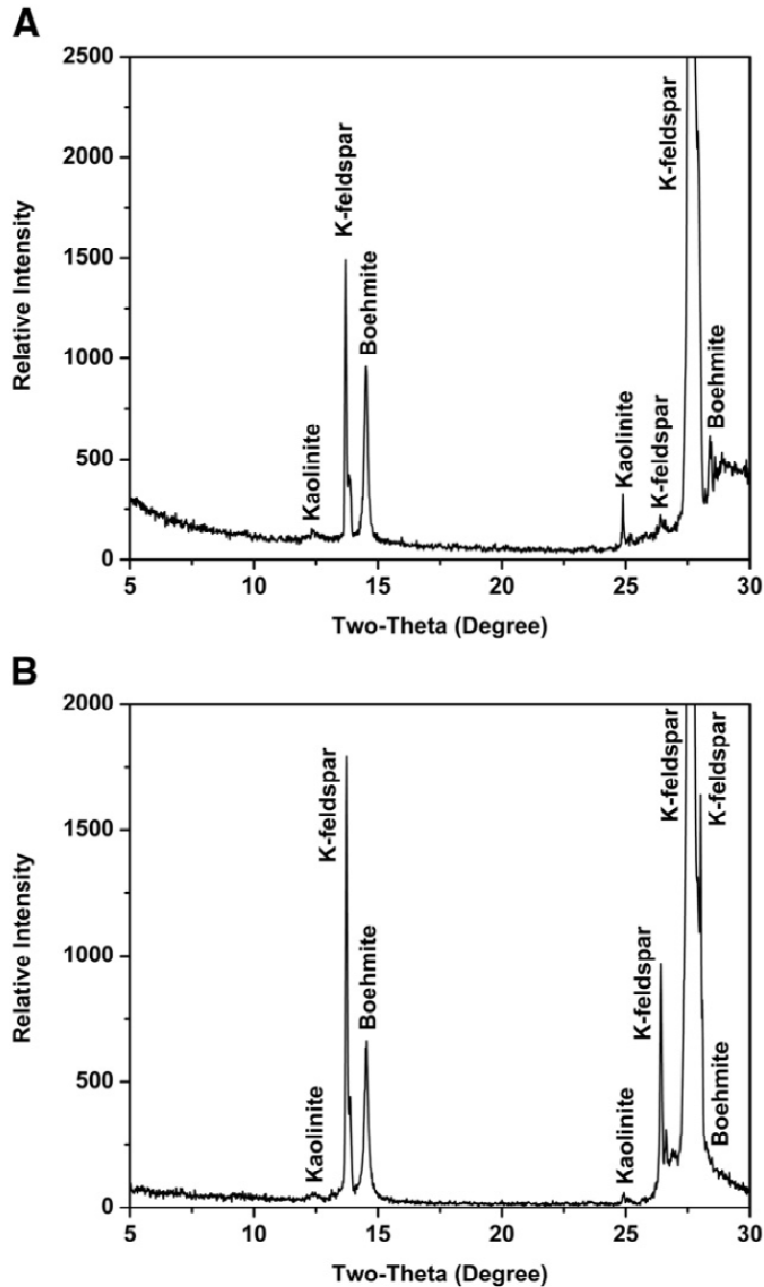 A
2500
2000
1500
1000
500
0
Relative Intensity
Kaolinite
K-feldspar
Boehmite
Kaolinite
K-feldspar
K-feldspar
Boehmite
5 10 15 20 25 30
Two-Theta (Degree)
B
2000
1500
1000
500
0
Relative Intensity
Kaolinite
K-feldspar
Boehmite
Kaolinite
K-feldspar
K-feldspar
K-feldspar
Boehmite
5 10 15 20 25 30
Two-Theta (Degree)